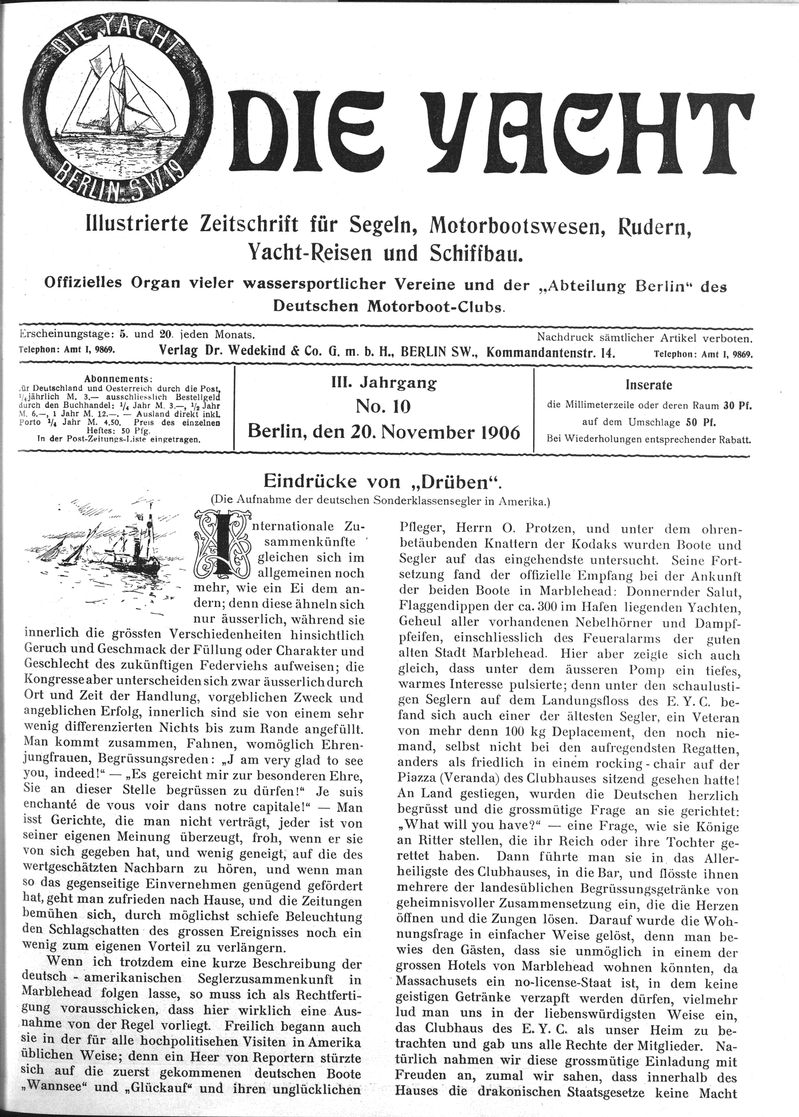 DIE YACHT
BERLIN S.W.19
DIE YACHT
Illustrierte Zeitschrift für Segeln, Motorbootswesen, Rudern,
Yacht-Reisen und Schiffbau.
Offizielles Organ vieler wassersportlicher Vereine und der „Abteilung Berlin“ des
Deutschen Motorboot-Clubs.
Erscheinungstage: 5. und 20. jeden Monats.
Nachdruck sämtlicher Artikel verboten.
Telephon: Amt I, 9869. Verlag Dr. Wedekind & Co. G. m. b. H., BERLIN SW., Kommandantenstr. 14. Telephon: Amt I, 9869.
Abonnements:
für Deutschland und Oesterreich durch die Post,
¼jährlich M. 3.— ausschliesslich Bestellgeld
durch den Buchhandel: ¼ Jahr M. 3.—, ½ Jahr
M. 6.—, 1 Jahr M. 12.—. — Ausland direkt inkl.
Porto ¼ Jahr M. 4,50. Preis des einzelnen
Heftes: 50 Pfg.
In der Post-Zeitungs-Liste eingetragen.
III. Jahrgang
No. 10
Berlin, den 20. November 1906
Inserate
die Millimeterzeile oder deren Raum 30 Pf.
auf dem Umschlage 50 Pf.
Bei Wiederholungen entsprechender Rabatt.
Eindrücke von „Drüben“.
(Die Aufnahme der deutschen Sonderklassensegler in Amerika.)
Internationale Zu-
sammenkünfte
gleichen sich im
allgemeinen noch
mehr, wie ein Ei dem an-
dern; denn diese ähneln sich
nur äusserlich, während sie
innerlich die grössten Verschiedenheiten hinsichtlich
Geruch und Geschmack der Füllung oder Charakter und
Geschlecht des zukünftigen Federviehs aufweisen; die
Kongresse aber unterscheiden sich zwar äusserlich durch
Ort und Zeit der Handlung, vorgeblichen Zweck und
angeblichen Erfolg, innerlich sind sie von einem sehr
wenig differenzierten Nichts bis zum Rande angefüllt.
Man kommt zusammen, Fahnen, womöglich Ehren-
jungfrauen, Begrüssungsreden: „J am very glad to see
you, indeed!“ — „Es gereicht mir zur besonderen Ehre,
Sie an dieser Stelle begrüssen zu dürfen!“ Je suis
enchanté de vous voir dans notre capitale!“ — Man
isst Gerichte, die man nicht verträgt, jeder ist von
seiner eigenen Meinung überzeugt, froh, wenn er sie
von sich gegeben hat, und wenig geneigt, auf die des
wertgeschätzten Nachbarn zu hören, und wenn man
so das gegenseitige Einvernehmen genügend gefördert
hat, geht man zufrieden nach Hause, und die Zeitungen
bemühen sich, durch möglichst schiefe Beleuchtung
den Schlagschatten des grossen Ereignisses noch ein
wenig zum eigenen Vorteil zu verlängern.
Wenn ich trotzdem eine kurze Beschreibung der
deutsch - amerikanischen Seglerzusammenkunft in
Marblehead folgen lasse, so muss ich als Rechtferti-
gung vorausschicken, dass hier wirklich eine Aus-
nahme von der Regel vorliegt. Freilich begann auch
sie in der für alle hochpolitisehen Visiten in Amerika
üblichen Weise; denn ein Heer von Reportern stürzte
sich auf die zuerst gekommenen deutschen Boote
„Wannsee“ und „Glückauf“ und ihren unglücklichen
Pfleger, Herrn O. Protzen, und unter dem ohren-
betäubenden Knattern der Kodaks wurden Boote und
Segler auf das eingehendste untersucht. Seine Fort-
setzung fand der offizielle Empfang bei der Ankunft
der beiden Boote in Marblehead: Donnernder Salut,
Flaggendippen der ca. 300 im Hafen liegenden Yachten,
Geheul aller vorhandenen Nebelhörner und Dampf-
pfeifen, einschliesslich des Feueralarms der guten
alten Stadt Marblehead. Hier aber zeigte sich auch
gleich, dass unter dem äusseren Pomp ein tiefes,
warmes Interesse pulsierte; denn unter den schaulusti-
gen Seglern auf dem Landungsfloss des E. Y. C. be-
fand sich auch einer der ältesten Segler, ein Veteran
von mehr denn 100 kg Deplacement, den noch nie-
mand, selbst nicht bei den aufregendsten Regatten,
anders als friedlich in einem rocking - chair auf der
Piazza (Veranda) des Clubhauses sitzend gesehen hatte!
An Land gestiegen, wurden die Deutschen herzlich
begrüsst und die grossmütige Frage an sie gerichtet:
„What will you have?“ — eine Frage, wie sie Könige
an Ritter stellen, die ihr Reich oder ihre Tochter ge-
rettet haben. Dann führte man sie in das Aller-
heiligste des Clubhauses, in die Bar, und flösste ihnen
mehrere der landesüblichen Begrüssungsgetränke von
geheimnisvoller Zusammensetzung ein, die die Herzen
öffnen und die Zungen lösen. Darauf wurde die Woh-
nungsfrage in einfacher Weise gelöst, denn man be-
wies den Gästen, dass sie unmöglich in einem der
grossen Hotels von Marblehead wohnen könnten, da
Massachusets ein no-license-Staat ist, in dem keine
geistigen Getränke verzapft werden dürfen, vielmehr
lud man uns in der liebenswürdigsten Weise ein,
das Clubhaus des E. Y. C. als unser Heim zu be-
trachten und gab uns alle Rechte der Mitglieder. Na-
türlich nahmen wir diese grossmütige Einladung mit
Freuden an, zumal wir sahen, dass innerhalb des
Hauses die drakonischen Staatsgesetze keine Macht